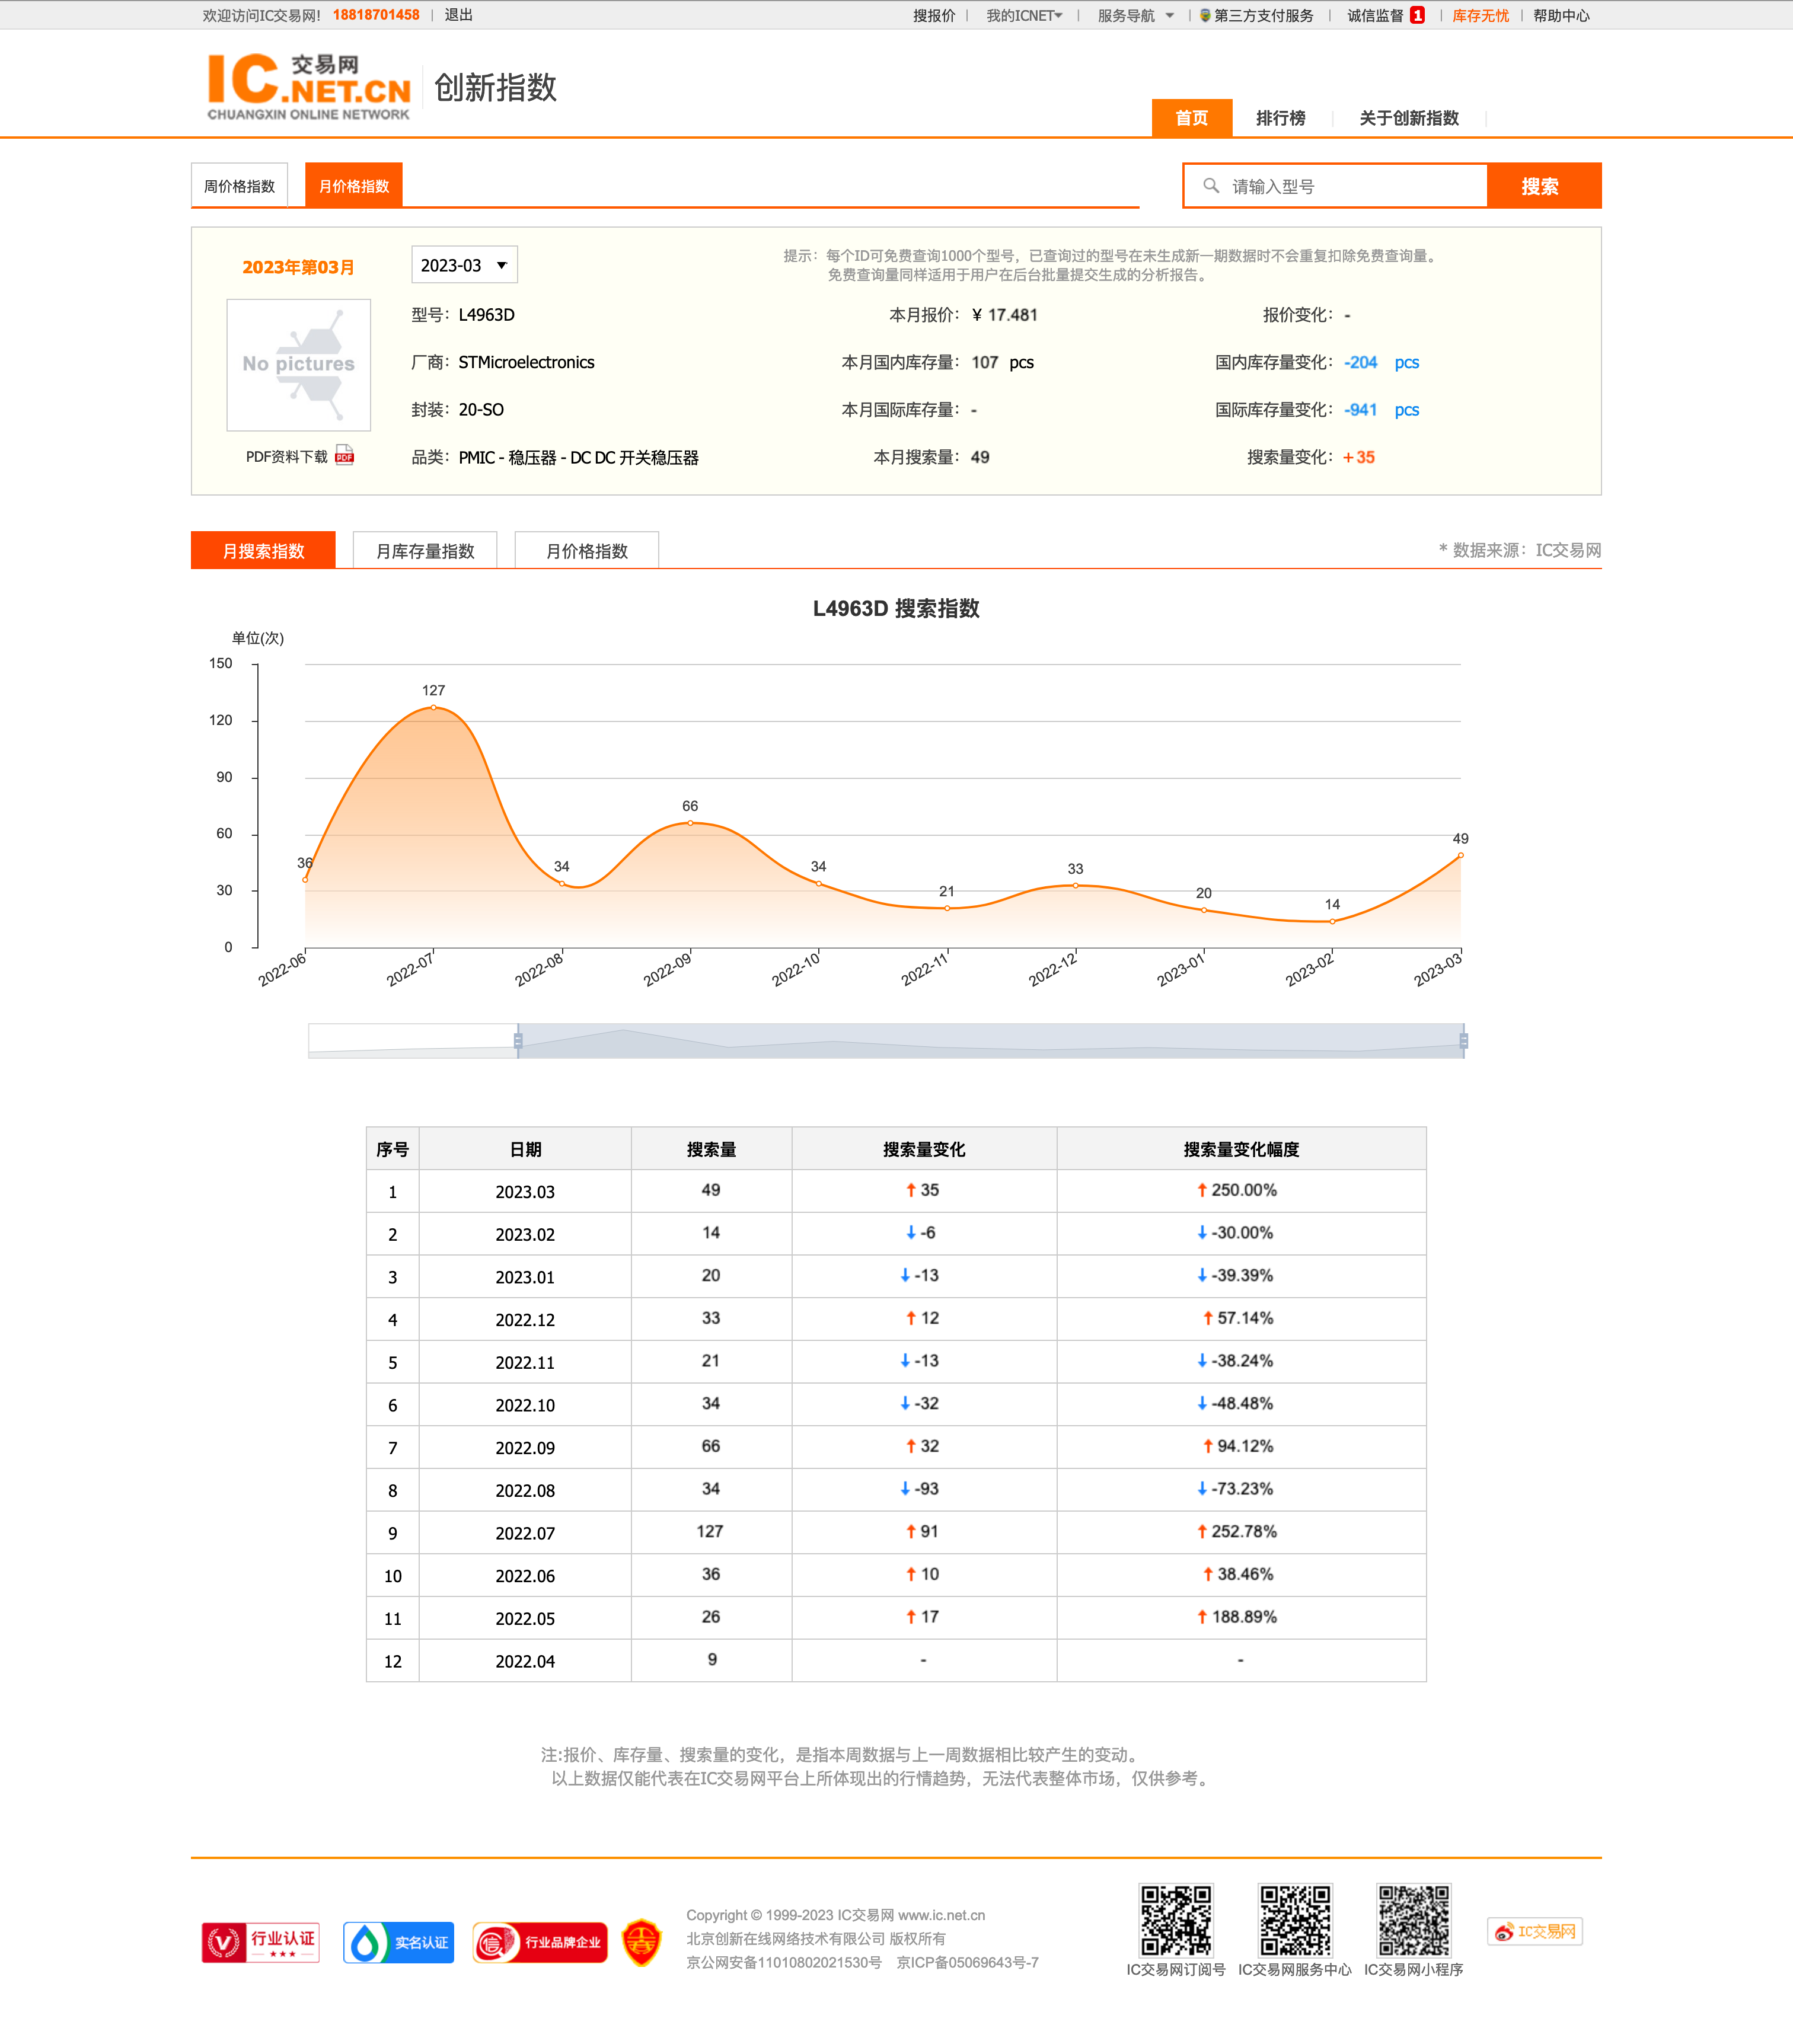 欢迎访问IC交易网! 18818701458 | 退出 搜报价 | 我的ICNET | 服务导航 | 第三方支付服务 | 诚信监督 1 | 库存无忧 | 帮助中心
IC交易网.NET.CN 创新指数
CHUANGXIN ONLINE NETWORK
首页 排行榜 关于创新指数
周价格指数 月价格指数 请输入型号 搜索
2023年第03月 2023-03
提示：每个ID可免费查询1000个型号，已查询过的型号在未生成新一期数据时不会重复扣除免费查询量。
免费查询量同样适用于用户在后台批量提交生成的分析报告。
No pictures
PDF资料下载 PDF
型号：L4963D 本月报价：¥ 17.481 报价变化：-
厂商：STMicroelectronics 本月国内库存量：107 pcs 国内库存量变化：-204 pcs
封装：20-SO 本月国际库存量：- 国际库存量变化：-941 pcs
品类：PMIC - 稳压器 - DC DC 开关稳压器 本月搜索量：49 搜索量变化：+35
月搜索指数 月库存量指数 月价格指数 * 数据来源：IC交易网
L4963D 搜索指数
单位(次)
150
120
90
60
30
0
36 127 34 66 34 21 33 20 14 49
2022-06 2022-07 2022-08 2022-09 2022-10 2022-11 2022-12 2023-01 2023-02 2023-03
序号 日期 搜索量 搜索量变化 搜索量变化幅度
1 2023.03 49 ↑ 35 ↑ 250.00%
2 2023.02 14 ↓ -6 ↓ -30.00%
3 2023.01 20 ↓ -13 ↓ -39.39%
4 2022.12 33 ↑ 12 ↑ 57.14%
5 2022.11 21 ↓ -13 ↓ -38.24%
6 2022.10 34 ↓ -32 ↓ -48.48%
7 2022.09 66 ↑ 32 ↑ 94.12%
8 2022.08 34 ↓ -93 ↓ -73.23%
9 2022.07 127 ↑ 91 ↑ 252.78%
10 2022.06 36 ↑ 10 ↑ 38.46%
11 2022.05 26 ↑ 17 ↑ 188.89%
12 2022.04 9 - -
注:报价、库存量、搜索量的变化，是指本周数据与上一周数据相比较产生的变动。
以上数据仅能代表在IC交易网平台上所体现出的行情趋势，无法代表整体市场，仅供参考。
行业认证 实名认证 信 行业品牌企业
Copyright © 1999-2023 IC交易网 www.ic.net.cn
北京创新在线网络技术有限公司 版权所有
京公网安备11010802021530号 京ICP备05069643号-7
IC交易网订阅号 IC交易网服务中心 IC交易网小程序
IC交易网